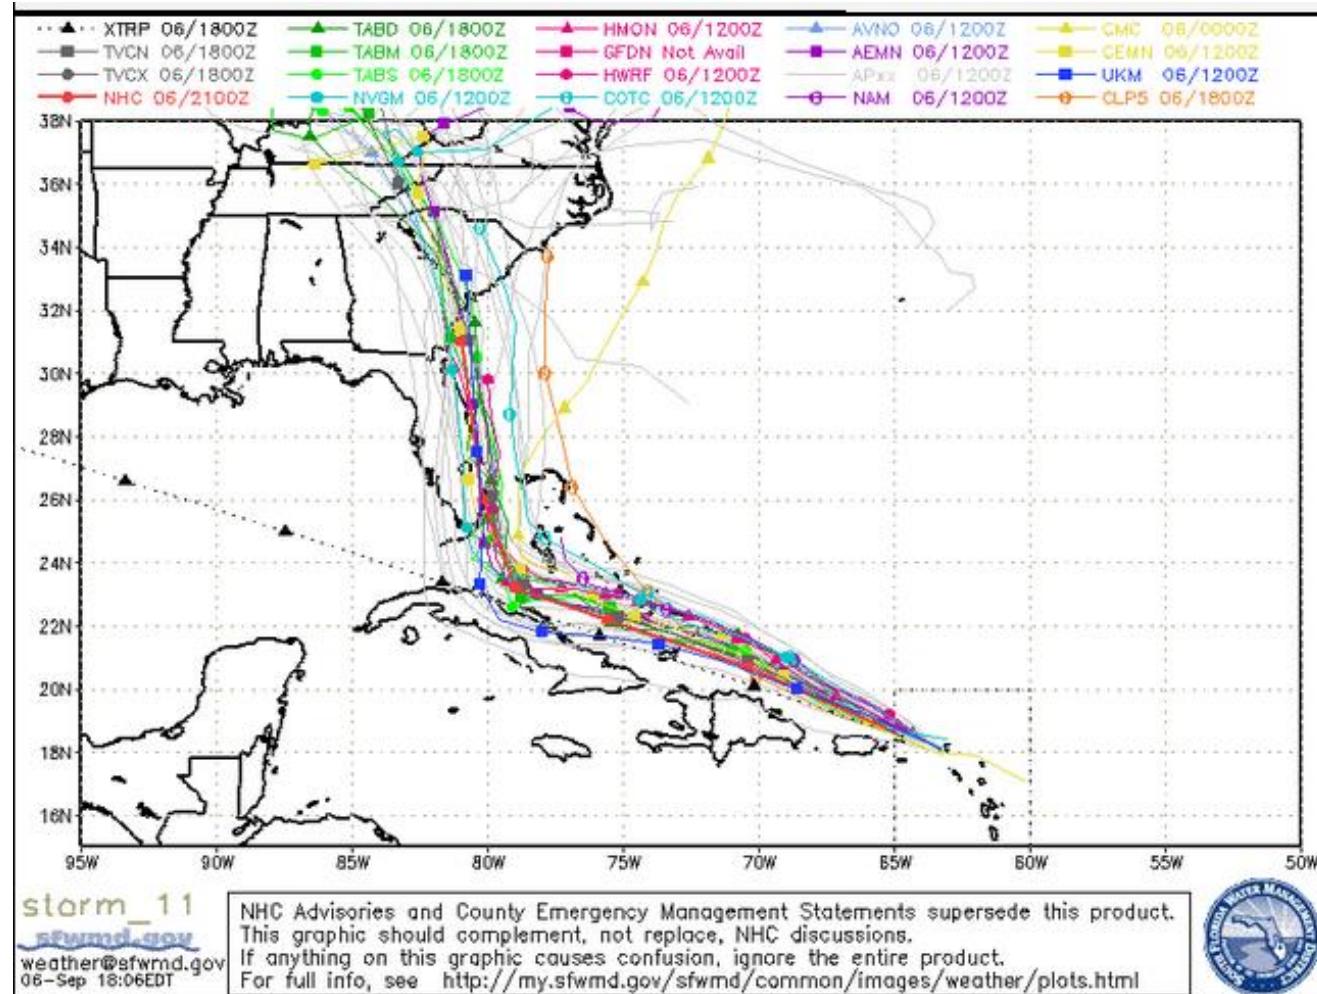 XTRP 06/1800Z TABD 06/1800Z HMON 06/1200Z AVNO 06/1200Z CMC 06/0000Z
TVCN 06/1800Z TABM 06/1800Z GFDN Not Avail AEMN 06/1200Z CEMN 06/1200Z
TVCX 06/1800Z TABS 06/1800Z HWRF 06/1200Z APxx 06/1200Z UKM 06/1200Z
NHC 06/2100Z NVGM 06/1200Z COTC 06/1200Z NAM 06/1200Z CLP5 06/1800Z
38N
36N
34N
32N
30N
28N
26N
24N
22N
20N
18N
16N
95W 90W 85W 80W 75W 70W 65W 60W 55W 50W
storm_11
sfwmd.gov
weather@sfwmd.gov
06-Sep 18:06EDT
NHC Advisories and County Emergency Management Statements supersede this product.
This graphic should complement, not replace, NHC discussions.
If anything on this graphic causes confusion, ignore the entire product.
For full info, see http://my.sfwmd.gov/sfwmd/common/images/weather/plots.html
SOUTH FLORIDA WATER MANAGEMENT DISTRICT